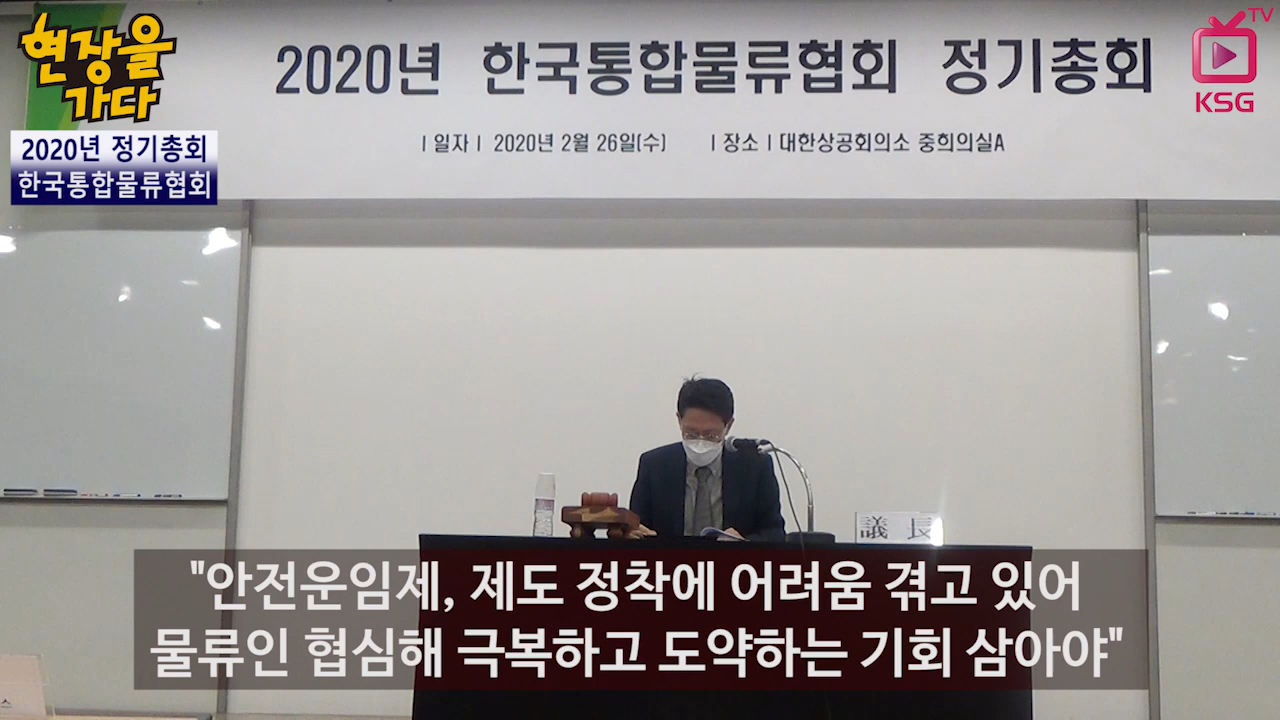 현장을
가다
2020년 정기총회
한국통합물류협회
2020년 한국통합물류협회 정기총회
| 일자 | 2020년 2월 26일(수) | 장소 | 대한상공회의소 중회의실A
TV
KSG
議長
"안전운임제, 제도 정착에 어려움 겪고 있어
물류인 협심해 극복하고 도약하는 기회 삼아야"